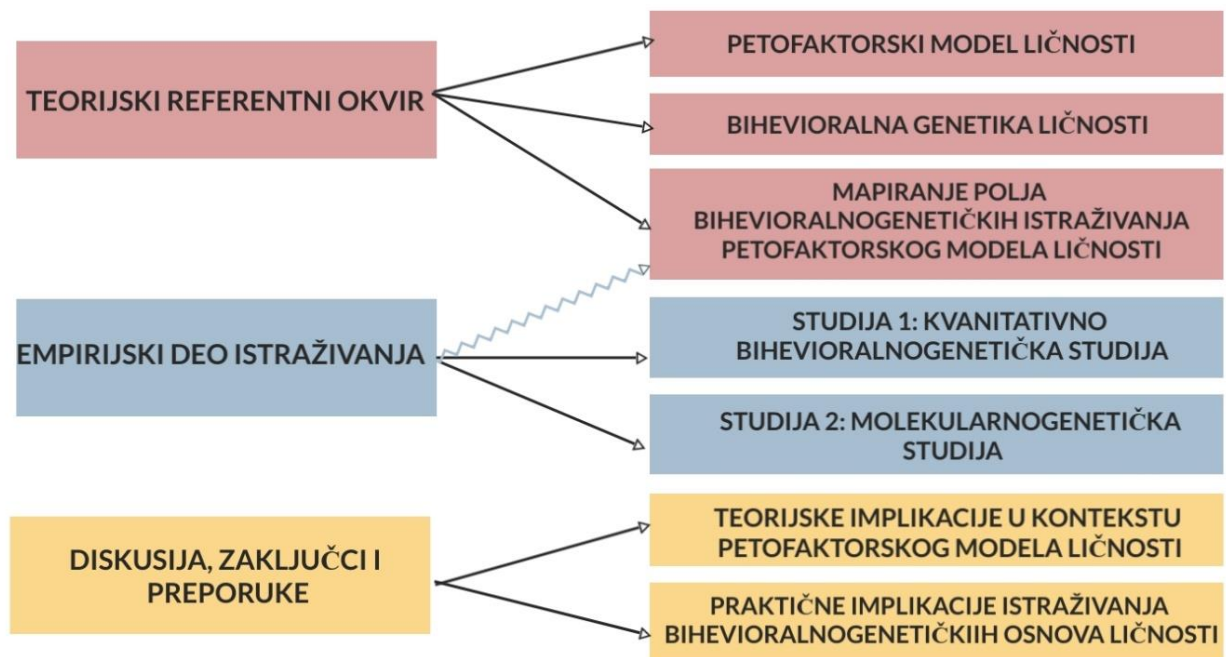 TEORIJSKI REFERENTNI OKVIR
PETOFAKTORSKI MODEL LIČNOSTI
BIHEVIORALNA GENETIKA LIČNOSTI
MAPIRANJE POLJA
BIHEVIORALNOGENETIČKIH ISTRAŽIVANJA
PETOFAKTORSKOG MODELA LIČNOSTI
EMPIRIJSKI DEO ISTRAŽIVANJA
STUDIJA 1: KVANITATIVNO
BIHEVIORALNOGENETIČKA STUDIJA
STUDIJA 2: MOLEKULARNOGENETIČKA
STUDIJA
DISKUSIJA, ZAKLJUČCI I
PREPORUKE
TEORIJSKE IMPLIKACIJE U KONTEKSTU
PETOFAKTORSKOG MODELA LIČNOSTI
PRAKTIČNE IMPLIKACIJE ISTRAŽIVANJA
BIHEVIORALNOGENETIČKIIH OSNOVA LIČNOSTI